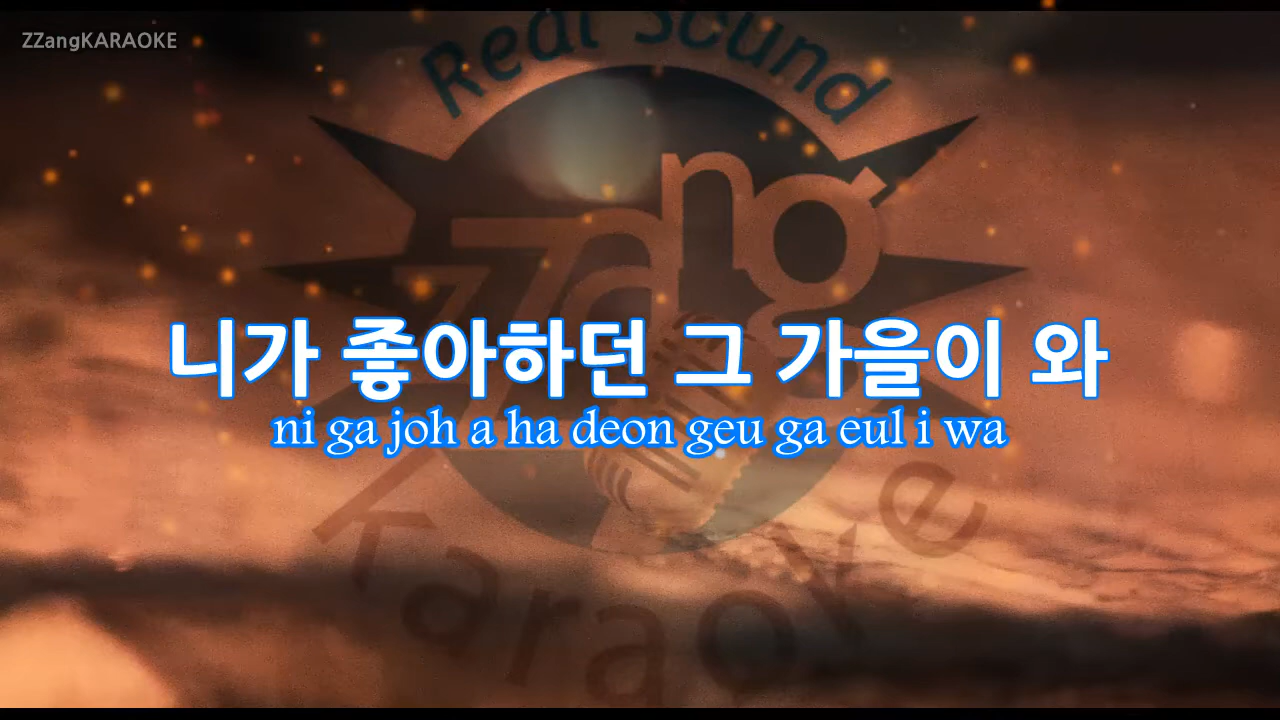 ZZangKARAOKE
Real Sound
ZZang
니가 좋아하던 그 가을이 와
ni ga joh a ha deon geu ga eul i wa
Karaoke